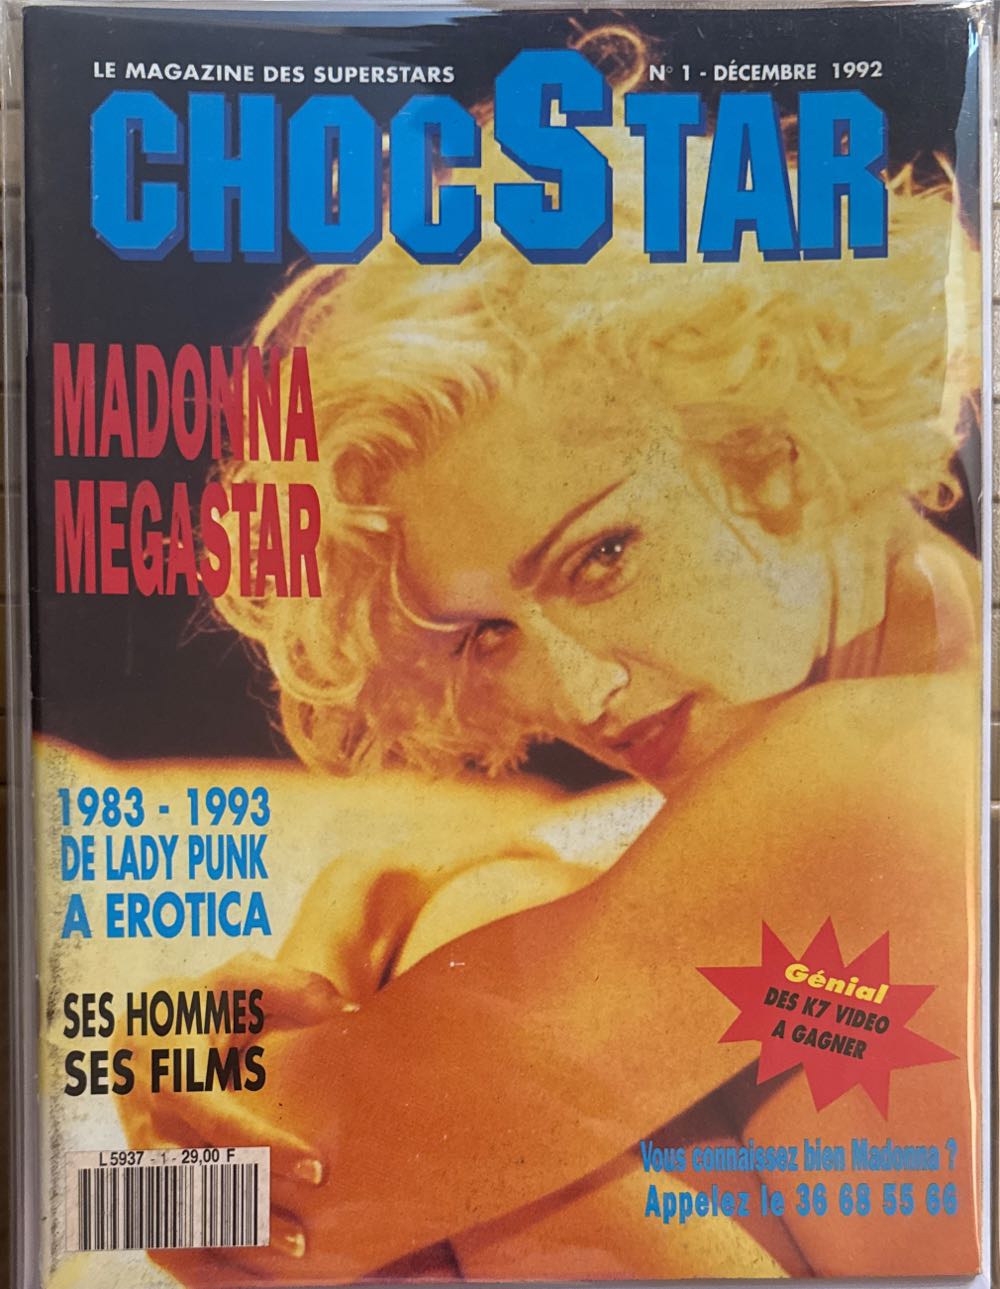 LE MAGAZINE DES SUPERSTARS
N° 1 - DÉCEMBRE 1992
CHOCSTAR
MADONNA
MEGASTAR
1983 - 1993
DE LADY PUNK
A EROTICA
SES HOMMES
SES FILMS
Génial
DES K7 VIDEO
A GAGNER
L 5937 - 1 - 29,00 F
Vous connaissez bien Madonna ?
Appelez le 36 68 55 66